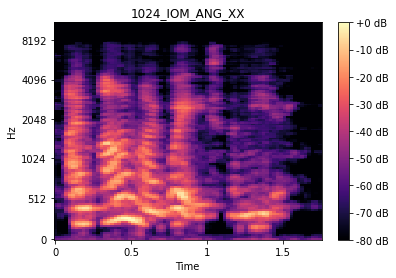 1024_IOM_ANG_XX
+0 dB
8192
-10 dB
4096
-20 dB
-30 dB
2048
Hz
-40 dB
1024
-50 dB
512
-60 dB
-70 dB
0
-80 dB
0
0.5
1
1.5
Time